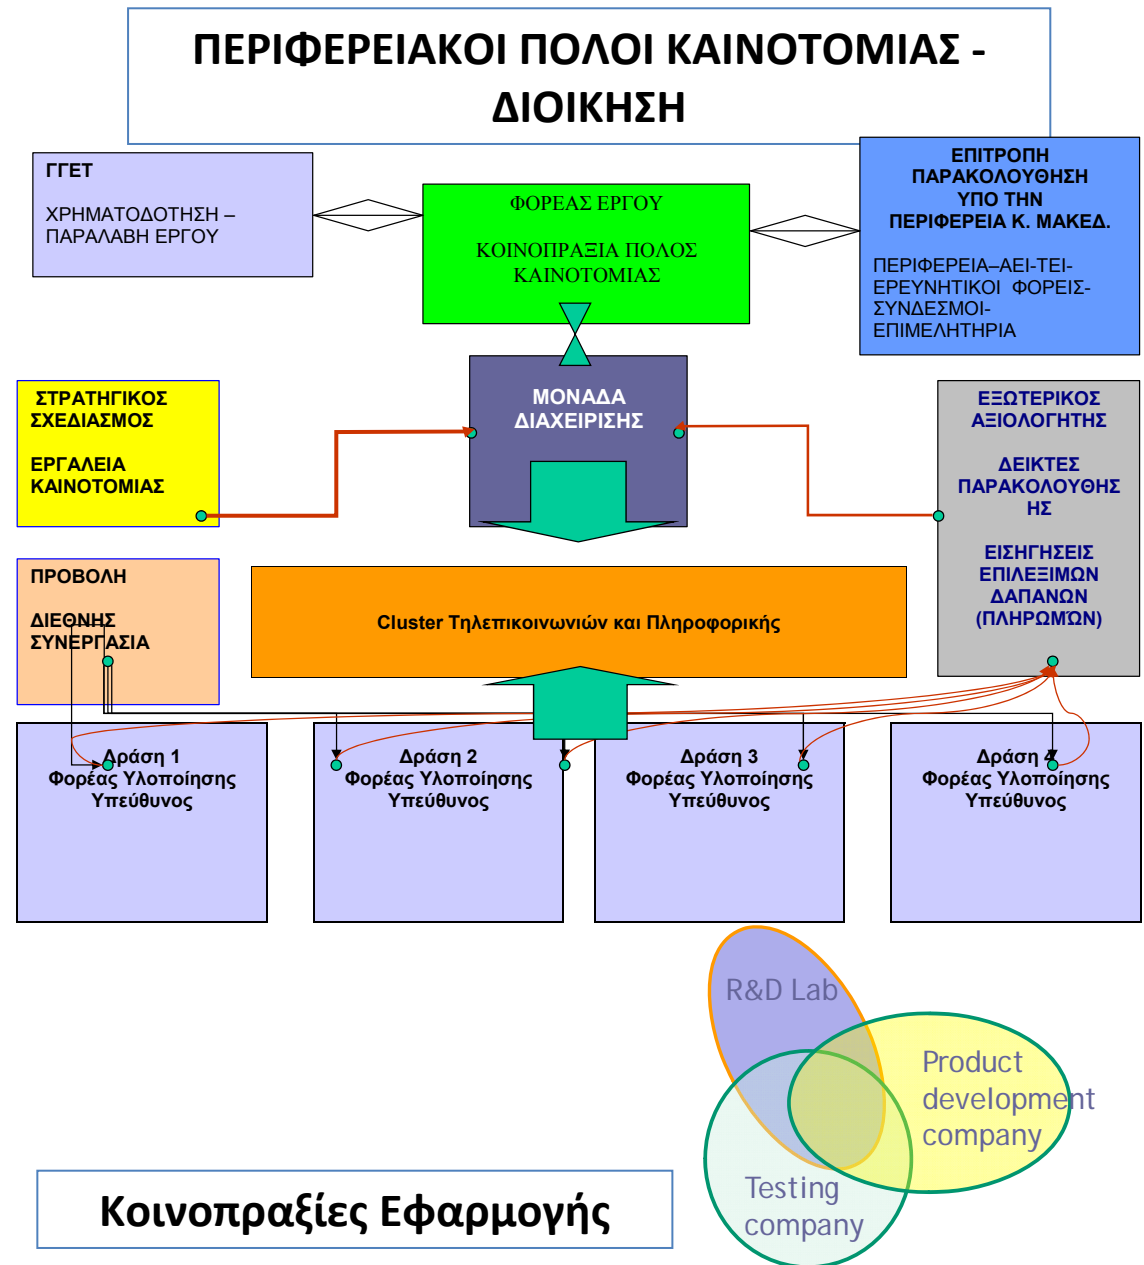 ΠΕΡΙΦΕΡΕΙΑΚΟΙ ΠΟΛΟΙ ΚΑΙΝΟΤΟΜΙΑΣ -
ΔΙΟΙΚΗΣΗ
ΓΓΕΤ
ΧΡΗΜΑΤΟΔΟΤΗΣΗ –
ΠΑΡΑΛΑΒΗ ΕΡΓΟΥ
ΦΟΡΕΑΣ ΕΡΓΟΥ
ΚΟΙΝΟΠΡΑΞΙΑ ΠΟΛΟΣ
ΚΑΙΝΟΤΟΜΙΑΣ
ΕΠΙΤΡΟΠΗ
ΠΑΡΑΚΟΛΟΥΘΗΣΗ
ΥΠΟ ΤΗΝ
ΠΕΡΙΦΕΡΕΙΑ Κ. ΜΑΚΕΔ.
ΠΕΡΙΦΕΡΕΙΑ–ΑΕΙ-ΤΕΙ-
ΕΡΕΥΝΗΤΙΚΟΙ ΦΟΡΕΙΣ-
ΣΥΝΔΕΣΜΟΙ-
ΕΠΙΜΕΛΗΤΗΡΙΑ
ΣΤΡΑΤΗΓΙΚΟΣ
ΣΧΕΔΙΑΣΜΟΣ
ΕΡΓΑΛΕΙΑ
ΚΑΙΝΟΤΟΜΙΑΣ
ΜΟΝΑΔΑ
ΔΙΑΧΕΙΡΙΣΗΣ
ΕΞΩΤΕΡΙΚΟΣ
ΑΞΙΟΛΟΓΗΤΗΣ
ΔΕΙΚΤΕΣ
ΠΑΡΑΚΟΛΟΥΘΗΣ
ΗΣ
ΕΙΣΗΓΗΣΕΙΣ
ΕΠΙΛΕΞΙΜΩΝ
ΔΑΠΑΝΩΝ
(ΠΛΗΡΩΜΏΝ)
ΠΡΟΒΟΛΗ
ΔΙΕΘΝΗΣ
ΣΥΝΕΡΓΑΣΙΑ
Cluster Τηλεπικοινωνιών και Πληροφορικής
Δράση 1
Φορέας Υλοποίησης
Υπεύθυνος
Δράση 2
Φορέας Υλοποίησης
Υπεύθυνος
Δράση 3
Φορέας Υλοποίησης
Υπεύθυνος
Δράση 4
Φορέας Υλοποίησης
Υπεύθυνος
R&D Lab
Product
development
company
Testing
company
Κοινοπραξίες Εφαρμογής